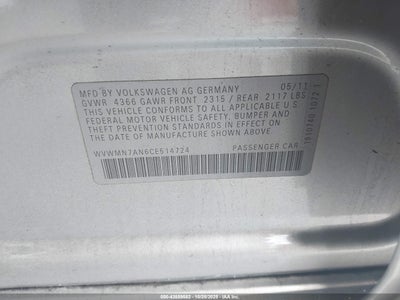 MFD BY VOLKSWAGEN AG GERMANY 05/11
GVWR 4366 GAWR FRONT 2315 / REAR 2117 LBS
THIS VEHICLE CONFORMS TO ALL APPLICABLE
FEDERAL MOTOR VEHICLE SAFETY, BUMPER AND
THEFT PREVENTION STANDARDS IN EFFECT ON
THE DATE OF MANUFACTURE SHOWN ABOVE
WVWMN7AN6CE514724 PASSENGER CAR